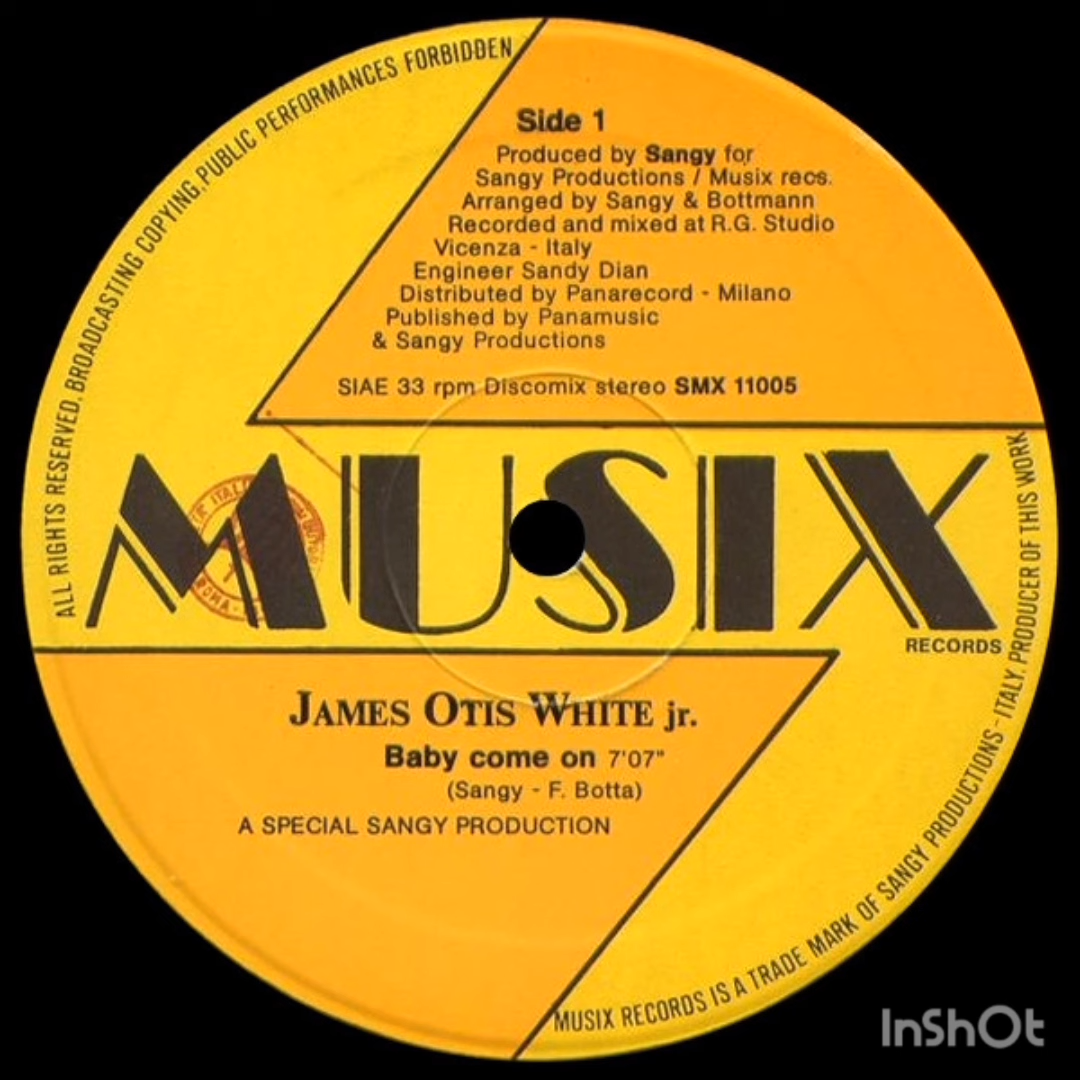 ALL RIGHTS RESERVED. BROADCASTING COPYING, PUBLIC PERFORMANCES FORBIDDEN
Side 1
Produced by Sangy for
Sangy Productions / Musix recs.
Arranged by Sangy & Bottmann
Recorded and mixed at R.G. Studio
Vicenza - Italy
Engineer Sandy Dian
Distributed by Panarecord - Milano
Published by Panamusic
& Sangy Productions
SIAE 33 rpm Discomix stereo SMX 11005
MUSIX
RECORDS
JAMES OTIS WHITE jr.
Baby come on 7'07"
(Sangy - F. Botta)
A SPECIAL SANGY PRODUCTION
MUSIX RECORDS IS A TRADE MARK OF SANGY PRODUCTIONS - ITALY. PRODUCER OF THIS WORK
ROMA
InShOt